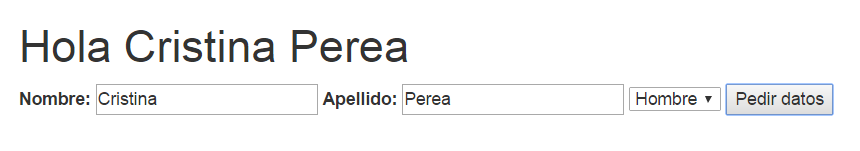 Hola Cristina Perea
Nombre: Cristina Apellido: Perea Hombre Pedir datos